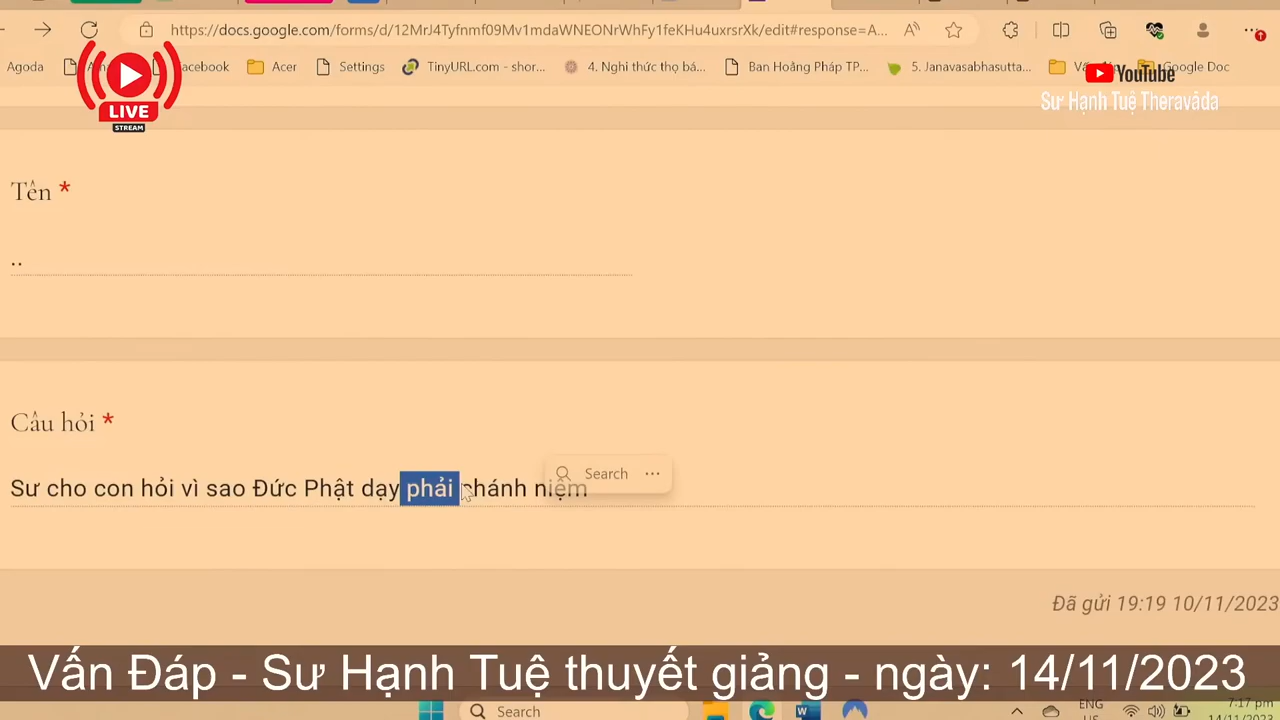 https://docs.google.com/forms/d/12MrJ4Tyfnmf09Mv1mdaWNEONrWhFy1feKHu4uxrsrXk/edit#response=A...
Agoda
acebook
Acer
Settings
TinyURL.com - shor...
4. Nghi thức thọ bá...
Ban Hoằng Pháp TP...
5. Janavasabhasutta...
Google Doc
LIVE
STREAM
YouTube
Sư Hạnh Tuệ Theravāda
Tên *
..
Câu hỏi *
Search ...
Sư cho con hỏi vì sao Đức Phật dạy phải chánh niệm
Đã gửi 19:19 10/11/2023
Vấn Đáp - Sư Hạnh Tuệ thuyết giảng - ngày: 14/11/2023
Search
ENG
7:17 pm